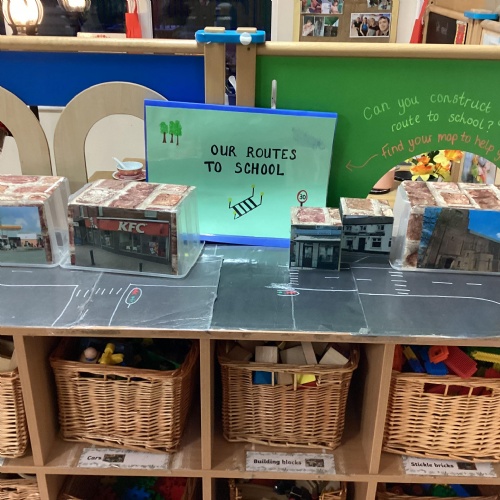 OUR ROUTES
TO SCHOOL
30
Can you construct a
route to school?
Find your map to help
KFC
Cars
Building blocks
Stickle bricks